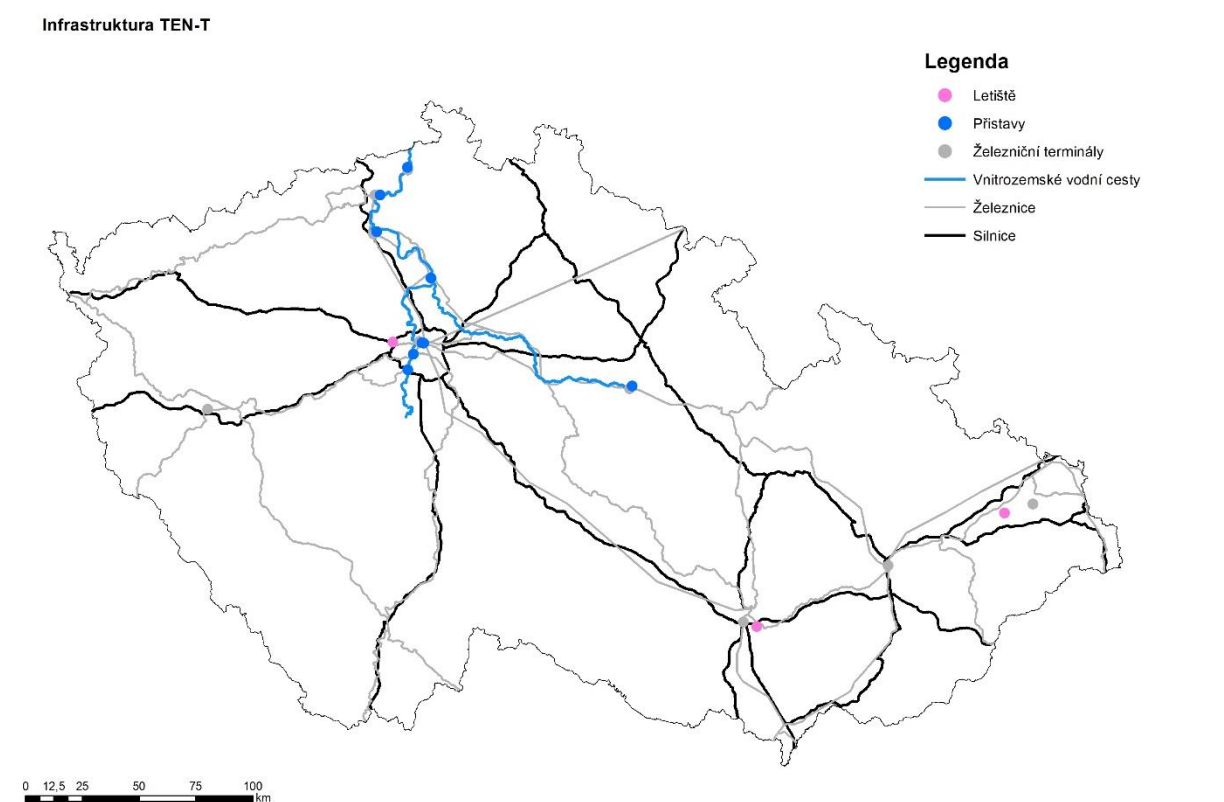 Infrastruktura TEN-T
Legenda
Letiště
Přistavy
Železniční terminály
Vnitrozemské vodní cesty
Železnice
Silnice
0 12,5 25 50 75 100
km